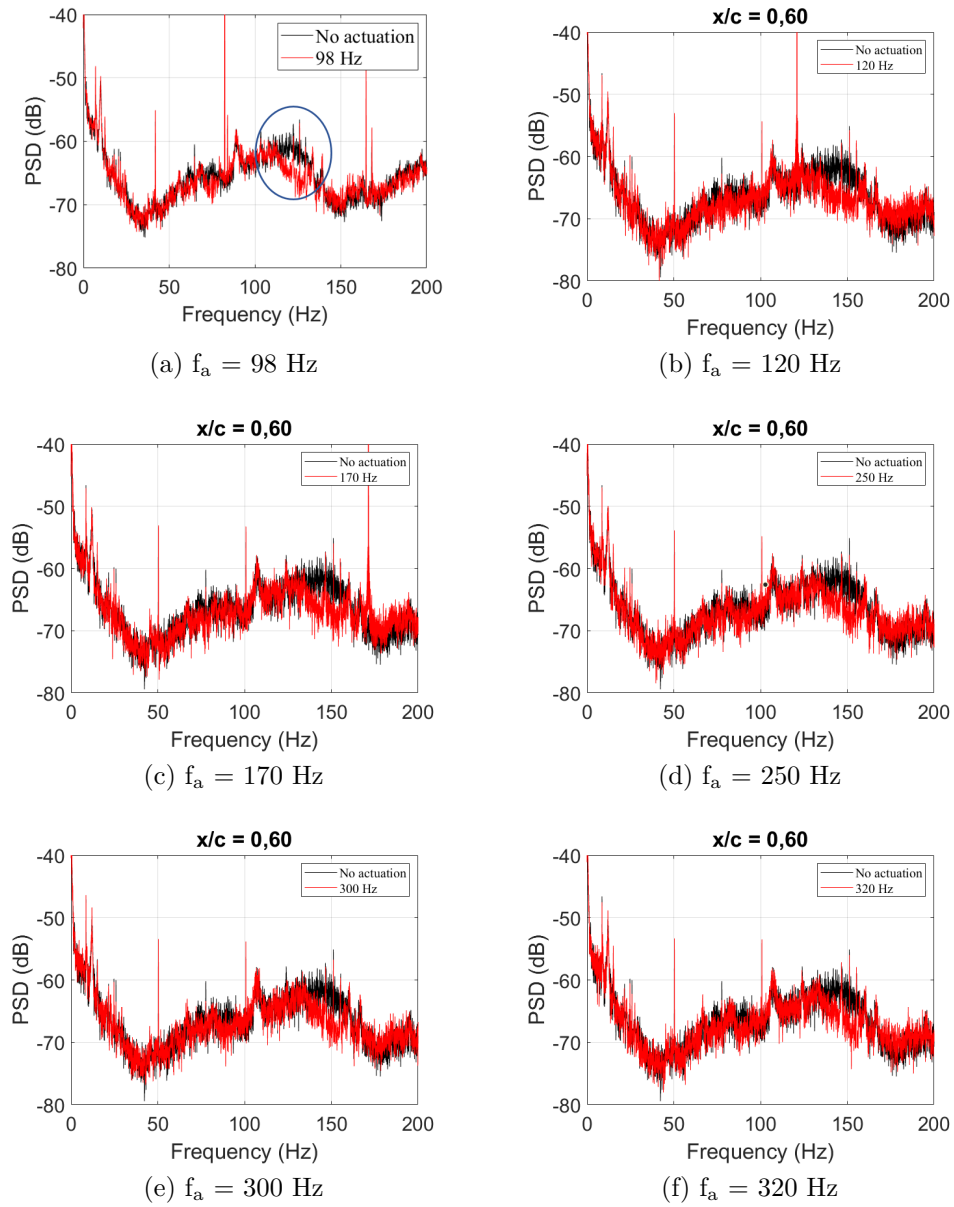 -40
-50
-60
-70
-80
PSD (dB)
0 50 100 150 200
Frequency (Hz)
No actuation
98 Hz
(a) fₐ = 98 Hz
x/c = 0,60
-40
-50
-60
-70
-80
PSD (dB)
0 50 100 150 200
Frequency (Hz)
No actuation
120 Hz
(b) fₐ = 120 Hz
x/c = 0,60
-40
-50
-60
-70
-80
PSD (dB)
0 50 100 150 200
Frequency (Hz)
No actuation
170 Hz
(c) fₐ = 170 Hz
x/c = 0,60
-40
-50
-60
-70
-80
PSD (dB)
0 50 100 150 200
Frequency (Hz)
No actuation
250 Hz
(d) fₐ = 250 Hz
x/c = 0,60
-40
-50
-60
-70
-80
PSD (dB)
0 50 100 150 200
Frequency (Hz)
No actuation
300 Hz
(e) fₐ = 300 Hz
x/c = 0,60
-40
-50
-60
-70
-80
PSD (dB)
0 50 100 150 200
Frequency (Hz)
No actuation
320 Hz
(f) fₐ = 320 Hz